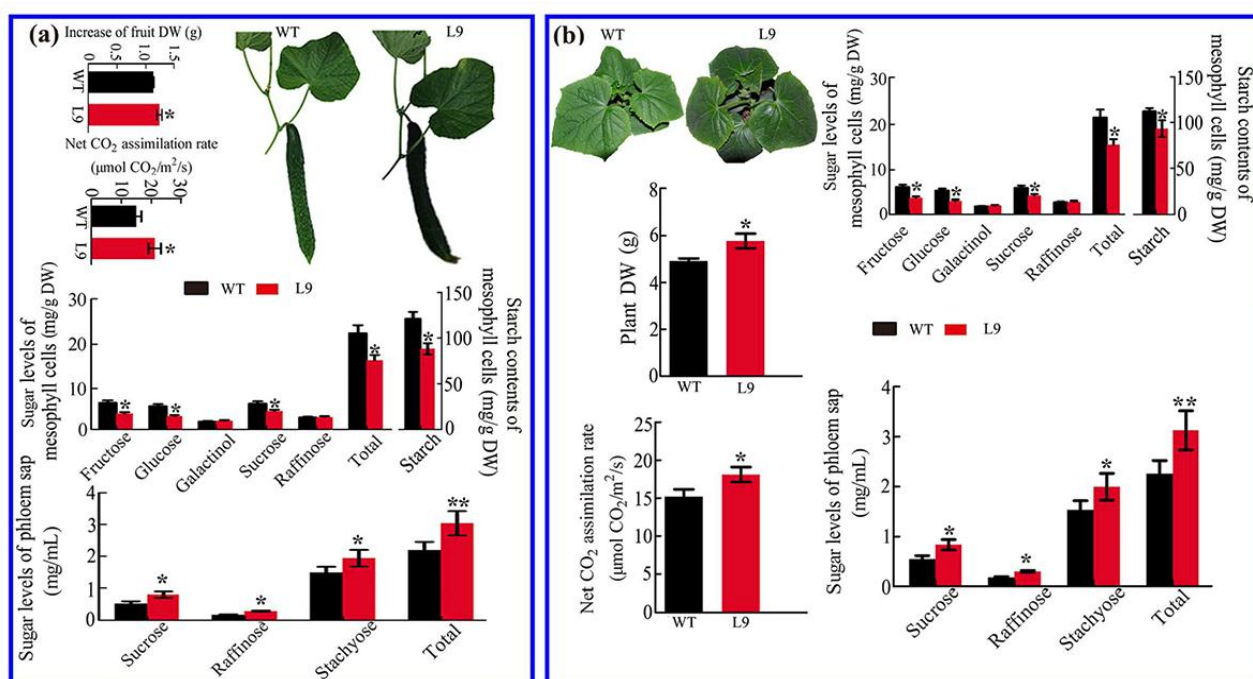 (a)
Increase of fruit DW (g)
0 0.5 1.0 1.5
WT
L9
*
Net CO2 assimilation rate
(μmol CO2/m2/s)
0 10 20 30
WT
L9
*
WT
L9
WT L9
Sugar levels of
mesophyll cells (mg/g DW)
30
20
10
0
* * * * *
Fructose
Glucose
Galactinol
Sucrose
Raffinose
Total
Starch
150
100
50
0
Starch contents of
mesophyll cells (mg/g DW)
Sugar levels of phloem sap
(mg/mL)
4
3
2
1
0
* * * **
Sucrose
Raffinose
Stachyose
Total
(b)
WT
L9
Plant DW (g)
8
6
4
2
0
*
WT
L9
Net CO2 assimilation rate
(μmol CO2/m2/s)
25
20
15
10
5
0
*
WT
L9
Sugar levels of
mesophyll cells (mg/g DW)
30
20
10
0
* * * * *
Fructose
Glucose
Galactinol
Sucrose
Raffinose
Total
Starch
150
100
50
0
Starch contents of
mesophyll cells (mg/g DW)
WT
L9
Sugar levels of phloem sap
(mg/mL)
4
3
2
1
0
* * * **
Sucrose
Raffinose
Stachyose
Total